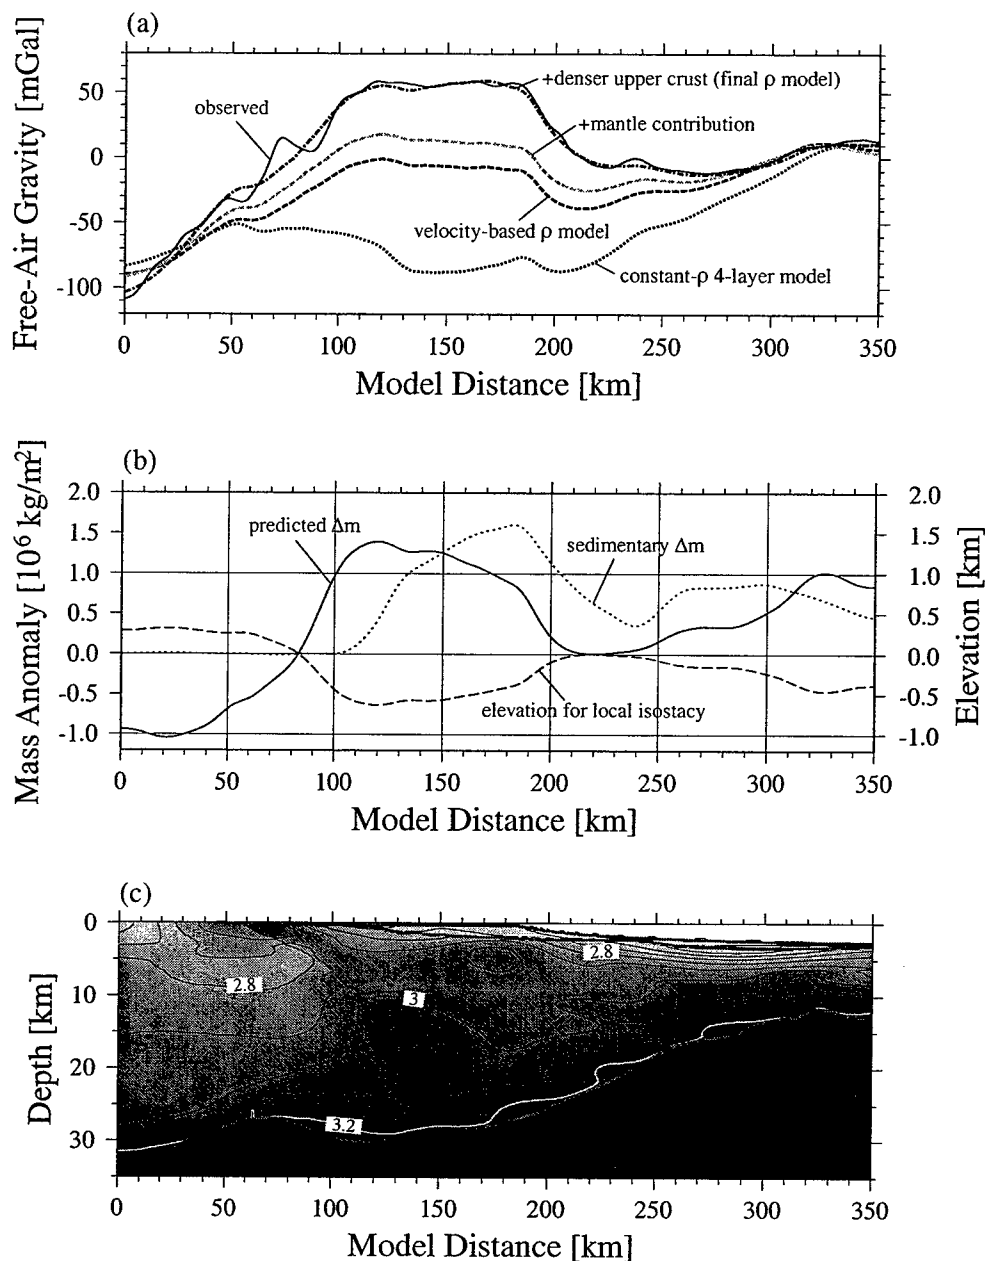 (a)
Free-Air Gravity [mGal]
50
0
-50
-100
observed
+denser upper crust (final ρ model)
+mantle contribution
velocity-based ρ model
constant-ρ 4-layer model
0 50 100 150 200 250 300 350
Model Distance [km]
(b)
Mass Anomaly [10⁶ kg/m²]
2.0
1.5
1.0
0.5
0.0
-0.5
-1.0
predicted Δm
sedimentary Δm
elevation for local isostacy
2.0
1.5
1.0
0.5
0.0
-0.5
-1.0
Elevation [km]
0 50 100 150 200 250 300 350
Model Distance [km]
(c)
Depth [km]
0
10
20
30
2.8
2.8
3
3.2
0 50 100 150 200 250 300 350
Model Distance [km]